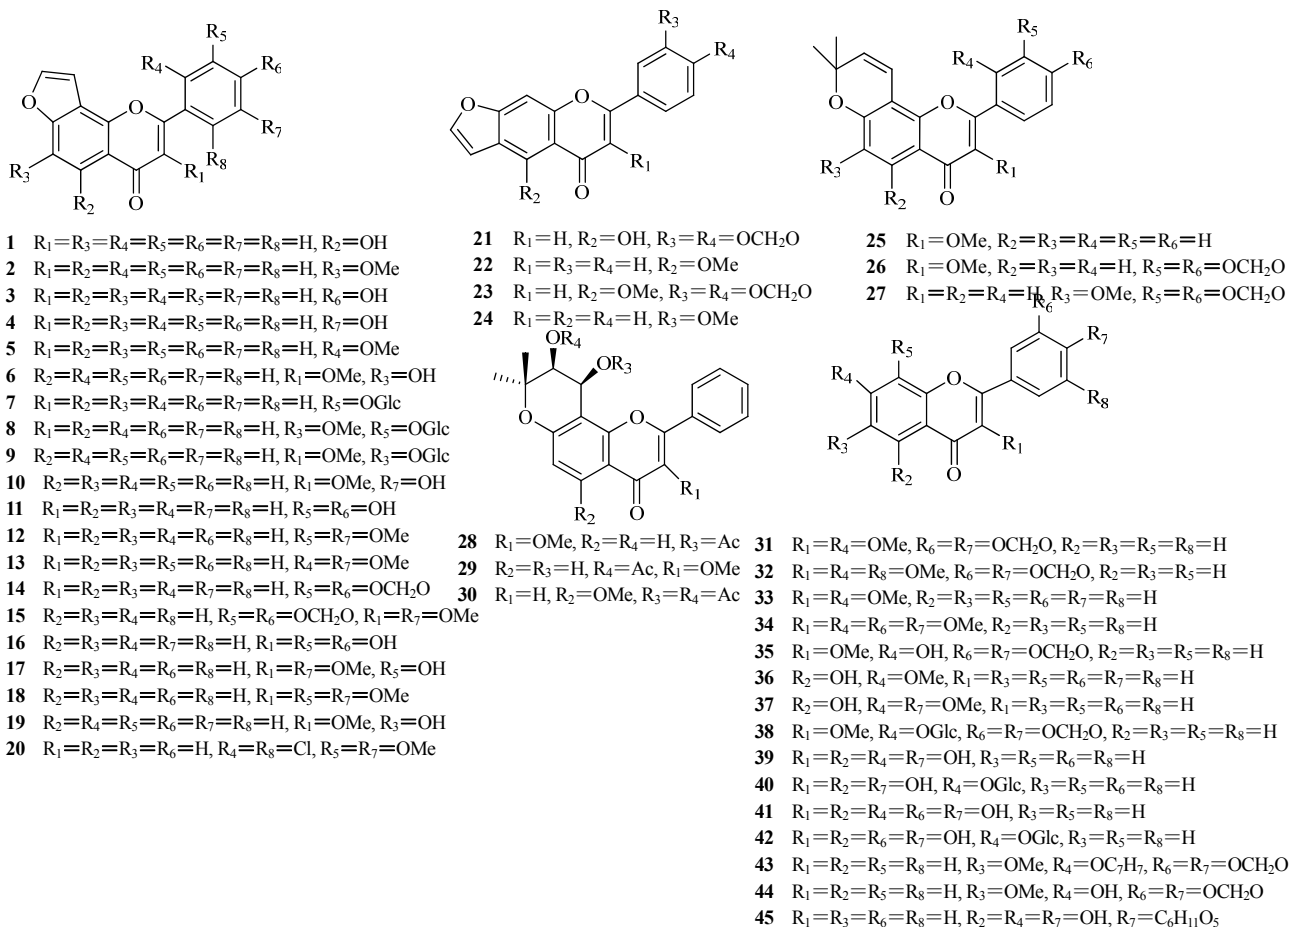 R₅
R₄ R₆
O O R₇
R₃ R₈
R₁
R₂ O
1 R₁=R₃=R₄=R₅=R₆=R₇=R₈=H, R₂=OH
2 R₁=R₂=R₄=R₅=R₆=R₇=R₈=H, R₃=OMe
3 R₁=R₂=R₃=R₄=R₅=R₇=R₈=H, R₆=OH
4 R₁=R₂=R₃=R₄=R₅=R₆=R₈=H, R₇=OH
5 R₁=R₂=R₃=R₅=R₆=R₇=R₈=H, R₄=OMe
6 R₂=R₄=R₅=R₆=R₇=R₈=H, R₁=OMe, R₃=OH
7 R₁=R₂=R₃=R₄=R₆=R₇=R₈=H, R₅=OGlc
8 R₁=R₂=R₄=R₆=R₇=R₈=H, R₃=OMe, R₅=OGlc
9 R₂=R₄=R₅=R₆=R₇=R₈=H, R₁=OMe, R₃=OGlc
10 R₂=R₃=R₄=R₅=R₆=R₈=H, R₁=OMe, R₇=OH
11 R₁=R₂=R₃=R₄=R₇=R₈=H, R₅=R₆=OH
12 R₁=R₂=R₃=R₄=R₆=R₈=H, R₅=R₇=OMe
13 R₁=R₂=R₃=R₅=R₆=R₈=H, R₄=R₇=OMe
14 R₁=R₂=R₃=R₄=R₇=R₈=H, R₅=R₆=OCH₂O
15 R₂=R₃=R₄=R₈=H, R₅=R₆=OCH₂O, R₁=R₇=OMe
16 R₂=R₃=R₄=R₇=R₈=H, R₁=R₅=R₆=OH
17 R₂=R₃=R₄=R₆=R₈=H, R₁=R₇=OMe, R₅=OH
18 R₂=R₃=R₄=R₆=R₈=H, R₁=R₅=R₇=OMe
19 R₂=R₄=R₅=R₆=R₇=R₈=H, R₁=OMe, R₃=OH
20 R₁=R₂=R₃=R₆=H, R₄=R₈=Cl, R₅=R₇=OMe
R₃
R₄
O O
R₁
R₂ O
21 R₁=H, R₂=OH, R₃=R₄=OCH₂O
22 R₁=R₃=R₄=H, R₂=OMe
23 R₁=H, R₂=OMe, R₃=R₄=OCH₂O
24 R₁=R₂=R₄=H, R₃=OMe
R₅
R₄ R₆
O O
R₃ R₁
R₂ O
25 R₁=OMe, R₂=R₃=R₄=R₅=R₆=H
26 R₁=OMe, R₂=R₃=R₄=H, R₅=R₆=OCH₂O
27 R₁=R₂=R₄=H, R₃=OMe, R₅=R₆=OCH₂O
OR₄
OR₃
O O
R₁
R₂ O
28 R₁=OMe, R₂=R₄=H, R₃=Ac
29 R₂=R₃=H, R₄=Ac, R₁=OMe
30 R₁=H, R₂=OMe, R₃=R₄=Ac
R₆
R₅ R₇
R₄ O
R₈
R₃ R₁
R₂ O
31 R₁=R₄=OMe, R₆=R₇=OCH₂O, R₂=R₃=R₅=R₈=H
32 R₁=R₄=R₈=OMe, R₆=R₇=OCH₂O, R₂=R₃=R₅=H
33 R₁=R₄=OMe, R₂=R₃=R₅=R₆=R₇=R₈=H
34 R₁=R₄=R₆=R₇=OMe, R₂=R₃=R₅=R₈=H
35 R₁=OMe, R₄=OH, R₆=R₇=OCH₂O, R₂=R₃=R₅=R₈=H
36 R₂=OH, R₄=OMe, R₁=R₃=R₅=R₆=R₇=R₈=H
37 R₂=OH, R₄=R₇=OMe, R₁=R₃=R₅=R₆=R₈=H
38 R₁=OMe, R₄=OGlc, R₆=R₇=OCH₂O, R₂=R₃=R₅=R₈=H
39 R₁=R₂=R₄=R₇=OH, R₃=R₅=R₆=R₈=H
40 R₁=R₂=R₇=OH, R₄=OGlc, R₃=R₅=R₆=R₈=H
41 R₁=R₂=R₄=R₆=R₇=OH, R₃=R₅=R₈=H
42 R₁=R₂=R₆=R₇=OH, R₄=OGlc, R₃=R₅=R₈=H
43 R₁=R₂=R₅=R₈=H, R₃=OMe, R₄=OC₇H₇, R₆=R₇=OCH₂O
44 R₁=R₂=R₅=R₈=H, R₃=OMe, R₄=OH, R₆=R₇=OCH₂O
45 R₁=R₃=R₆=R₈=H, R₂=R₄=R₇=OH, R₇=C₆H₁₁O₅